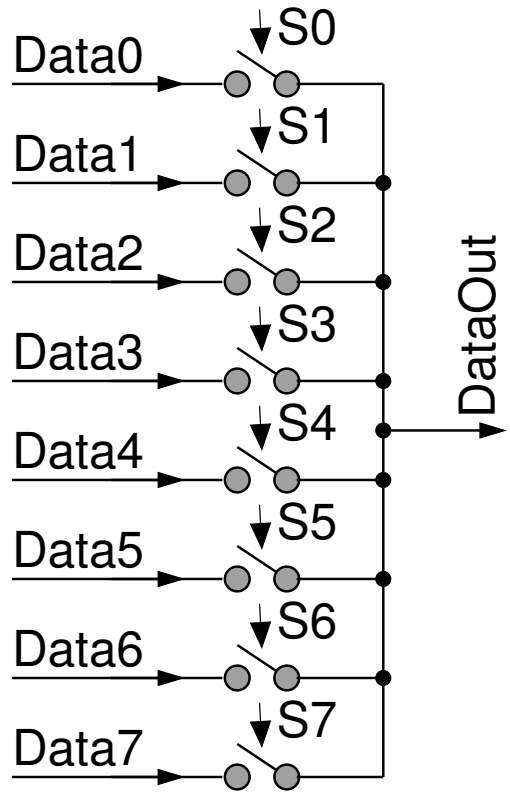 S0
Data0
S1
Data1
S2
Data2
S3
Data3
S4
Data4
S5
Data5
S6
Data6
S7
Data7
DataOut